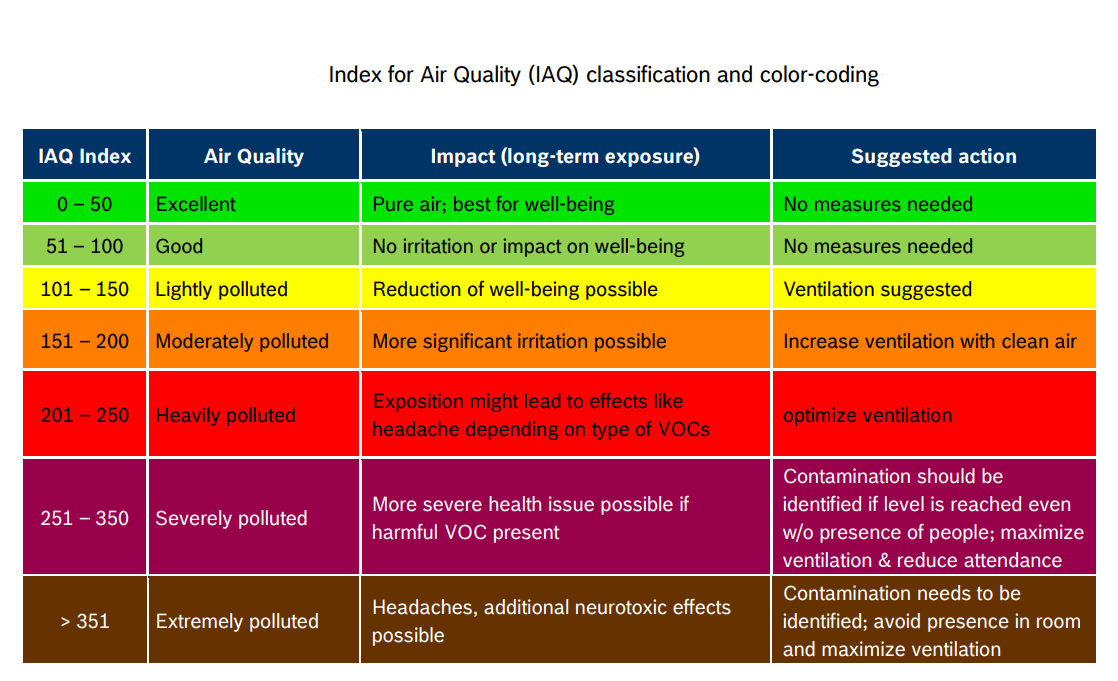 Index for Air Quality (IAQ) classification and color-coding
IAQ Index Air Quality Impact (long-term exposure) Suggested action
0 – 50 Excellent Pure air; best for well-being No measures needed
51 – 100 Good No irritation or impact on well-being No measures needed
101 – 150 Lightly polluted Reduction of well-being possible Ventilation suggested
151 – 200 Moderately polluted More significant irritation possible Increase ventilation with clean air
201 – 250 Heavily polluted Exposition might lead to effects like
headache depending on type of VOCs optimize ventilation
251 – 350 Severely polluted More severe health issue possible if
harmful VOC present Contamination should be
identified if level is reached even
w/o presence of people; maximize
ventilation & reduce attendance
> 351 Extremely polluted Headaches, additional neurotoxic effects
possible Contamination needs to be
identified; avoid presence in room
and maximize ventilation